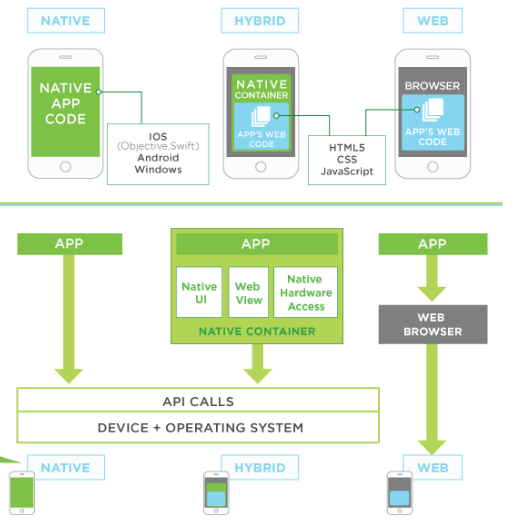 NATIVE
HYBRID
WEB
NATIVE
APP
CODE
NATIVE
CONTAINER
APP'S WEB
CODE
BROWSER
APP'S WEB
CODE
IOS
(Objective,Swift)
Android
Windows
HTML5
CSS
JavaScript
APP
APP
APP
Native
UI
Web
View
Native
Hardware
Access
NATIVE CONTAINER
WEB
BROWSER
API CALLS
DEVICE + OPERATING SYSTEM
NATIVE
HYBRID
WEB